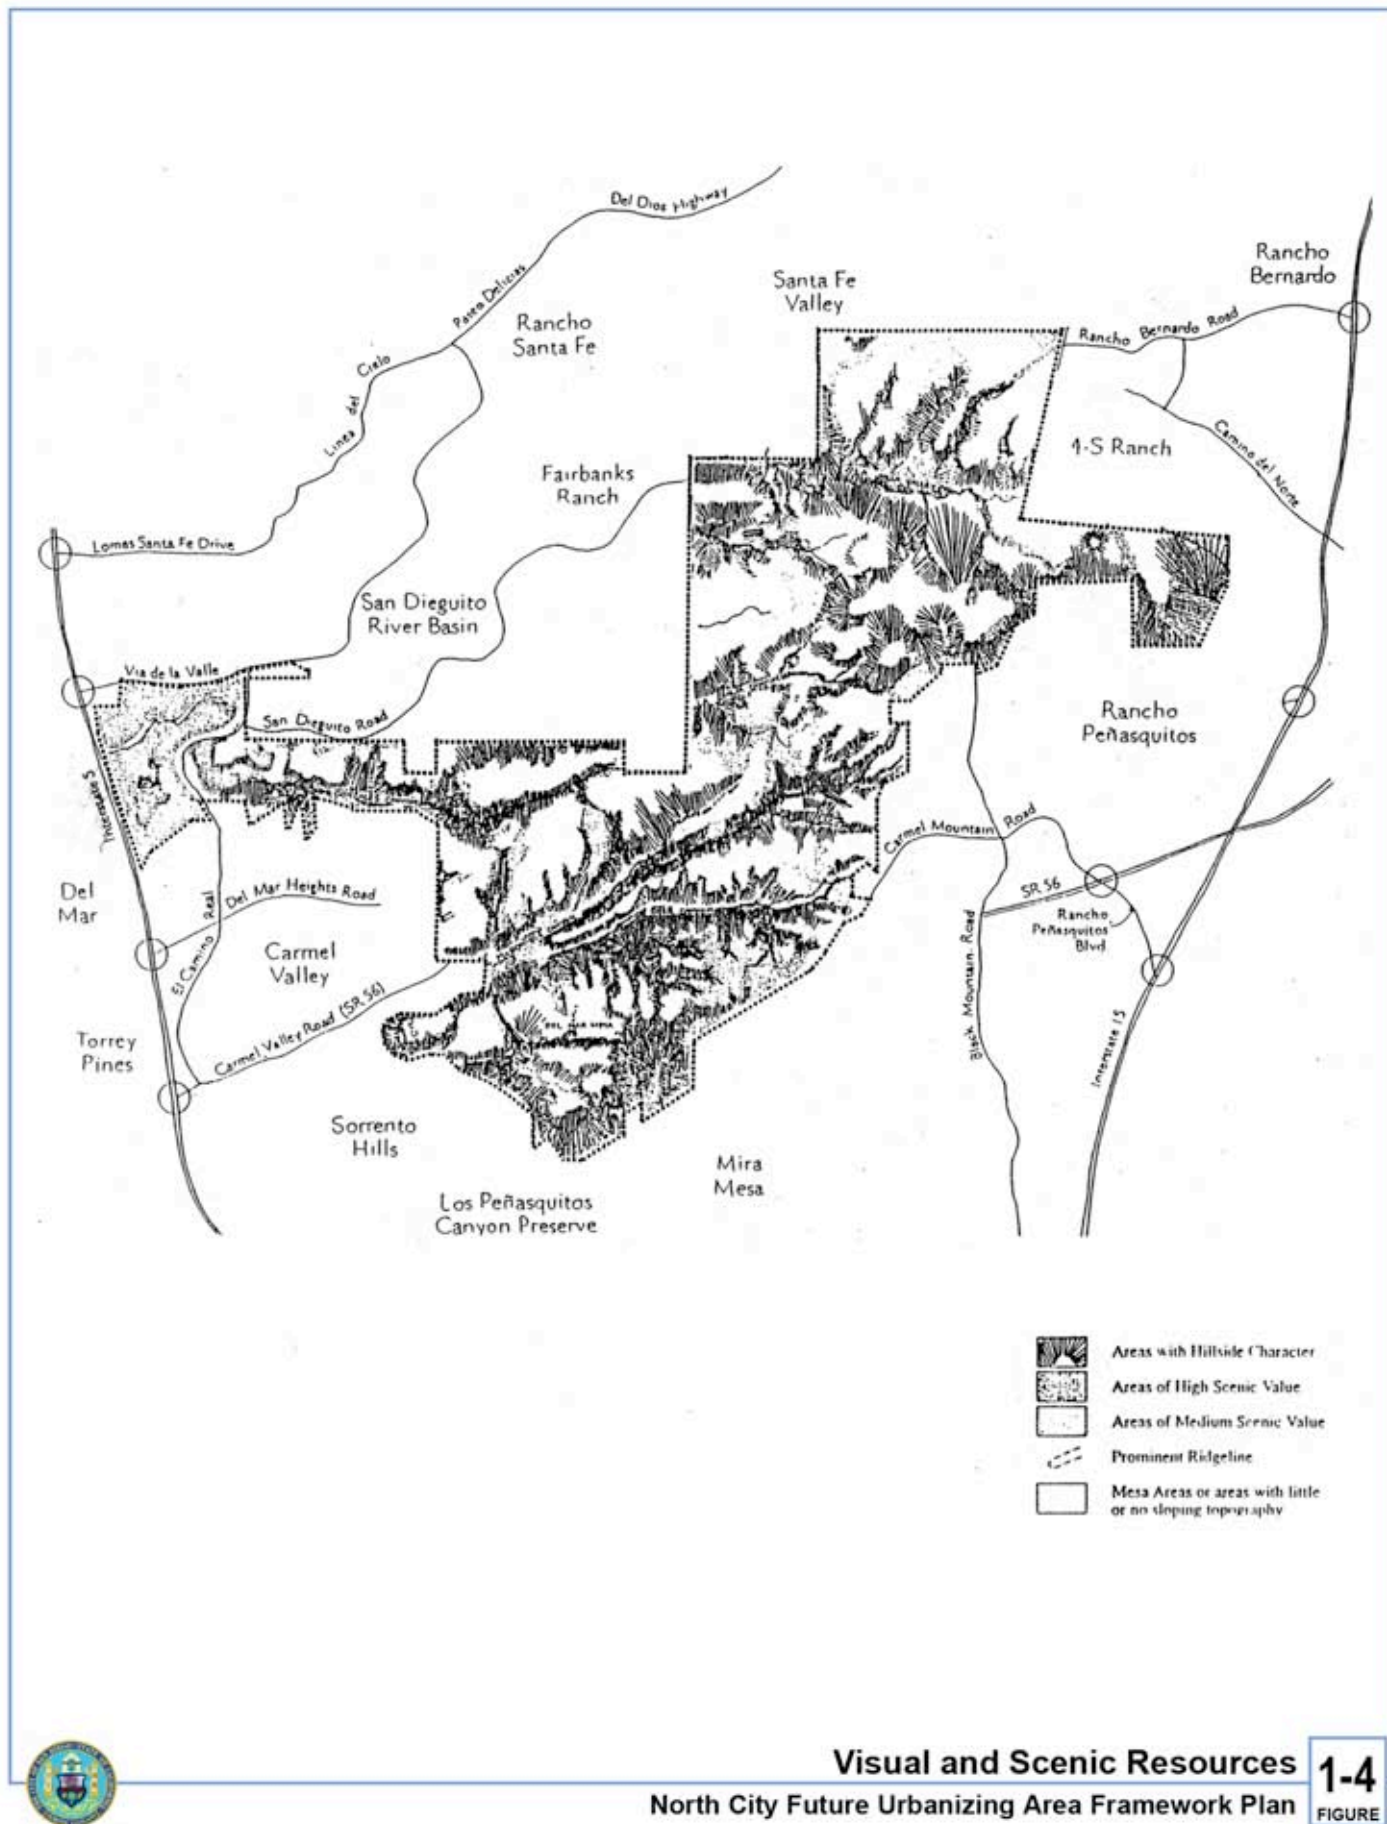 Del Dios Highway
Rancho
Bernardo
Santa Fe
Valley
Paseo Delicias
Rancho
Santa Fe
Rancho Bernardo Road
Linea del Cielo
4-S Ranch
Camino del Norte
Fairbanks
Ranch
Lomas Santa Fe Drive
San Dieguito
River Basin
Via de la Valle
San Dieguito Road
Rancho
Peñasquitos
Interstate 5
Carmel Mountain Road
Del
Mar
Del Mar Heights Road
El Camino Real
SR 56
Rancho
Peñasquitos
Blvd.
Carmel
Valley
Carmel Valley Road (SR 56)
Black Mountain Road
Interstate 15
DEL MAR MESA
Torrey
Pines
Sorrento
Hills
Mira
Mesa
Los Peñasquitos
Canyon Preserve
Areas with Hillside Character
Areas of High Scenic Value
Areas of Medium Scenic Value
Prominent Ridgeline
Mesa Areas or areas with little
or no sloping topography
Visual and Scenic Resources
North City Future Urbanizing Area Framework Plan
1-4
FIGURE